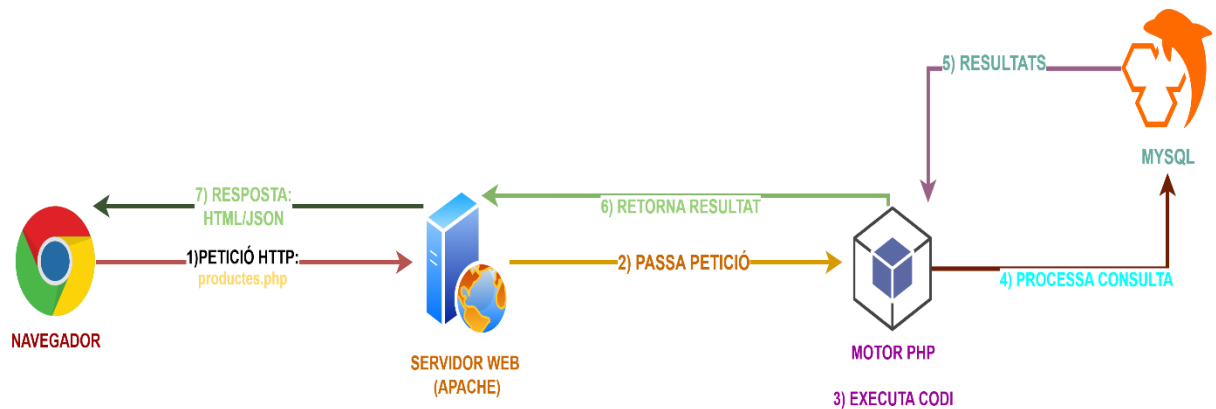 5) RESULTATS
MYSQL
7) RESPOSTA:
HTML/JSON
6) RETORNA RESULTAT
1)PETICIÓ HTTP:
productes.php
2) PASSA PETICIÓ
4) PROCESSA CONSULTA
NAVEGADOR
SERVIDOR WEB
(APACHE)
MOTOR PHP
3) EXECUTA CODI